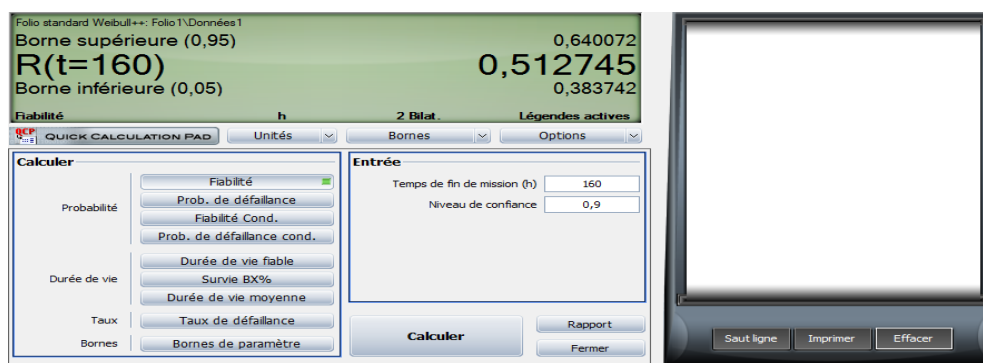 Folio standard Weibull++: Folio1\Données1
Borne supérieure (0,95) 0,640072
R(t=160) 0,512745
Borne inférieure (0,05) 0,383742
Fiabilité h 2 Bilat. Légendes actives
QCP QUICK CALCULATION PAD Unités Bornes Options
Calculer
Probabilité
Fiabilité
Prob. de défaillance
Fiabilité Cond.
Prob. de défaillance cond.
Durée de vie
Durée de vie fiable
Survie BX%
Durée de vie moyenne
Taux
Taux de défaillance
Bornes
Bornes de paramètre
Entrée
Temps de fin de mission (h) 160
Niveau de confiance 0,9
Calculer
Rapport
Fermer
Saut ligne Imprimer Effacer